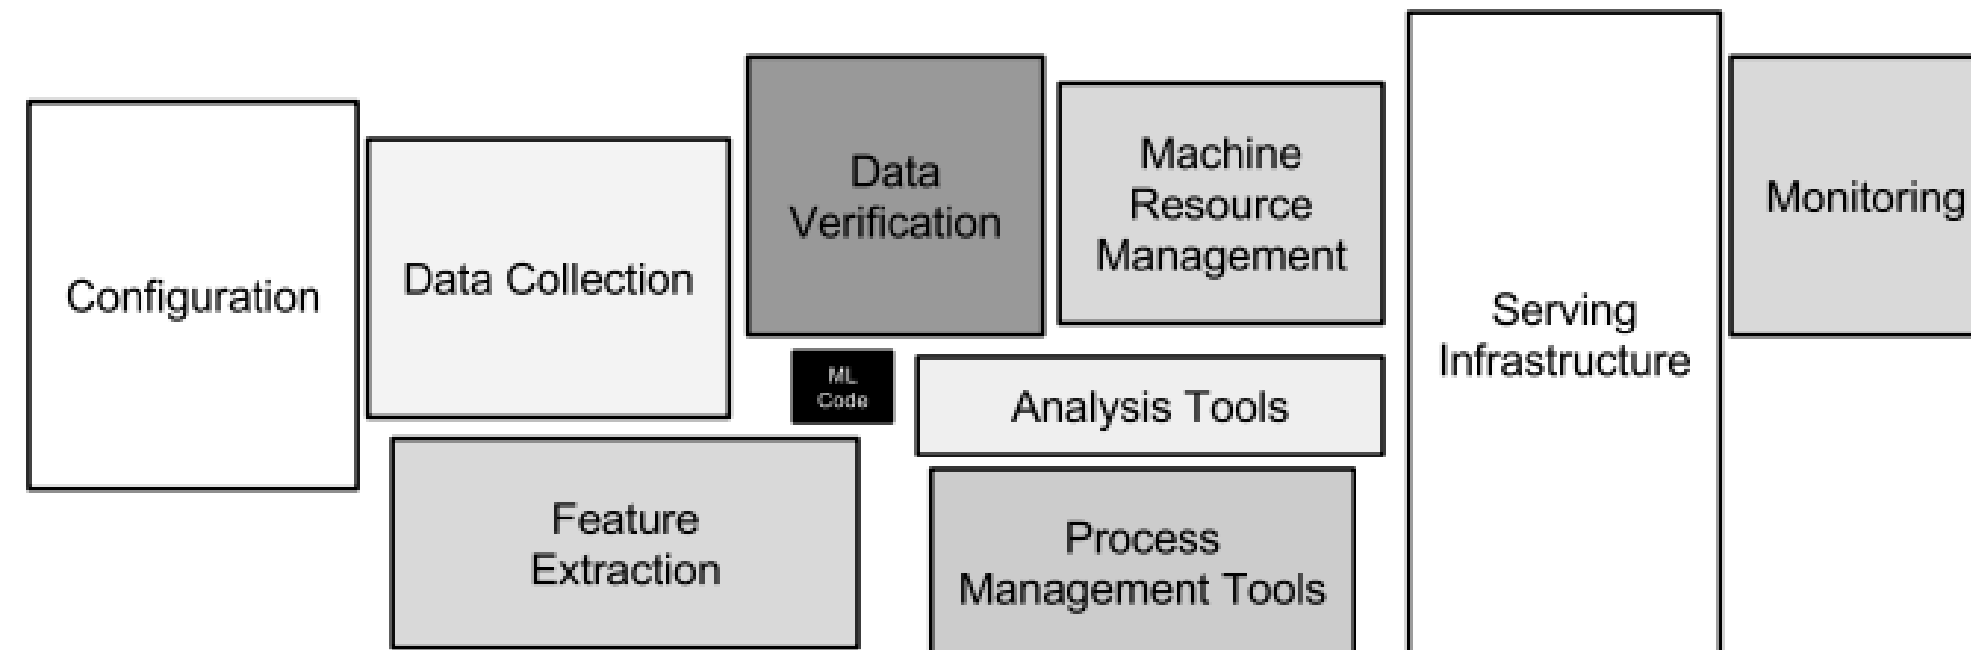 Configuration
Data Collection
Data
Verification
Machine
Resource
Management
Serving
Infrastructure
Monitoring
ML
Code
Analysis Tools
Feature
Extraction
Process
Management Tools